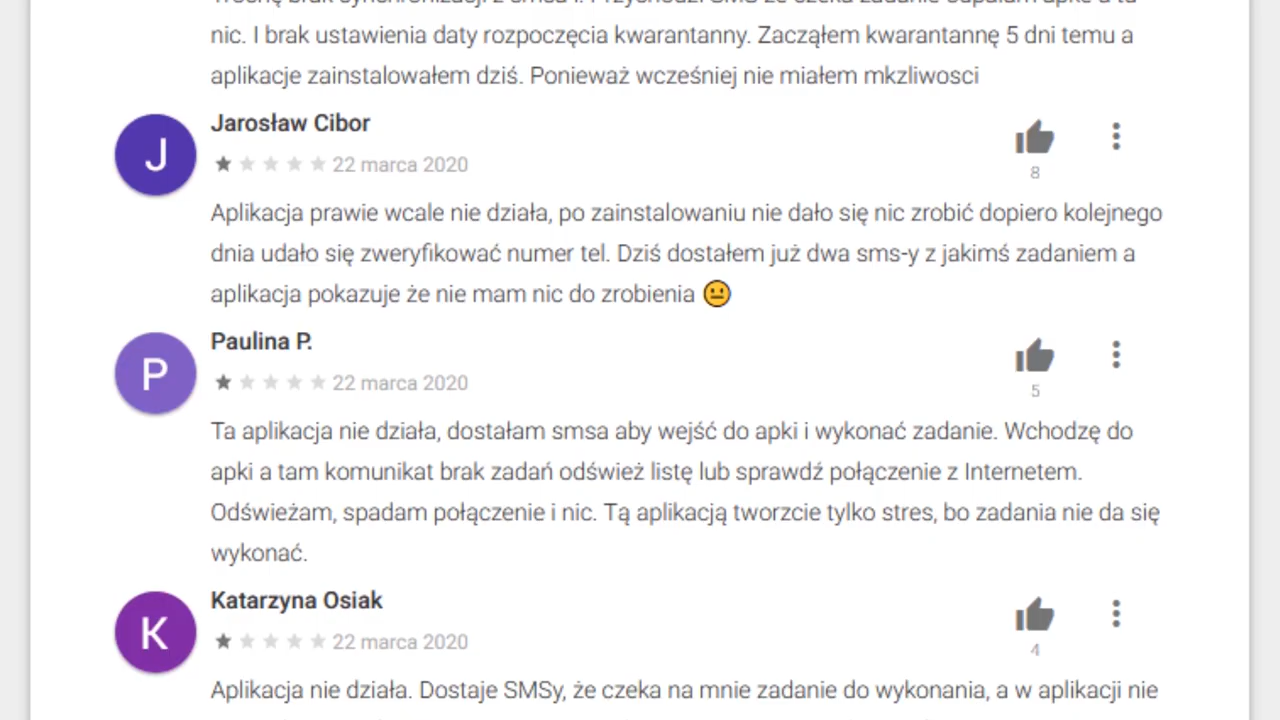 nic. I brak ustawienia daty rozpoczęcia kwarantanny. Zacząłem kwarantannę 5 dni temu a
aplikacje zainstalowałem dziś. Ponieważ wcześniej nie miałem mkzliwosci
J
Jarosław Cibor
22 marca 2020
8
Aplikacja prawie wcale nie działa, po zainstalowaniu nie dało się nic zrobić dopiero kolejnego
dnia udało się zweryfikować numer tel. Dziś dostałem już dwa sms-y z jakimś zadaniem a
aplikacja pokazuje że nie mam nic do zrobienia 😐
P
Paulina P.
22 marca 2020
5
Ta aplikacja nie działa, dostałam smsa aby wejść do apki i wykonać zadanie. Wchodzę do
apki a tam komunikat brak zadań odśwież listę lub sprawdź połączenie z Internetem.
Odświeżam, spadam połączenie i nic. Tą aplikacją tworzcie tylko stres, bo zadania nie da się
wykonać.
K
Katarzyna Osiak
22 marca 2020
4
Aplikacja nie działa. Dostaje SMSy, że czeka na mnie zadanie do wykonania, a w aplikacji nie